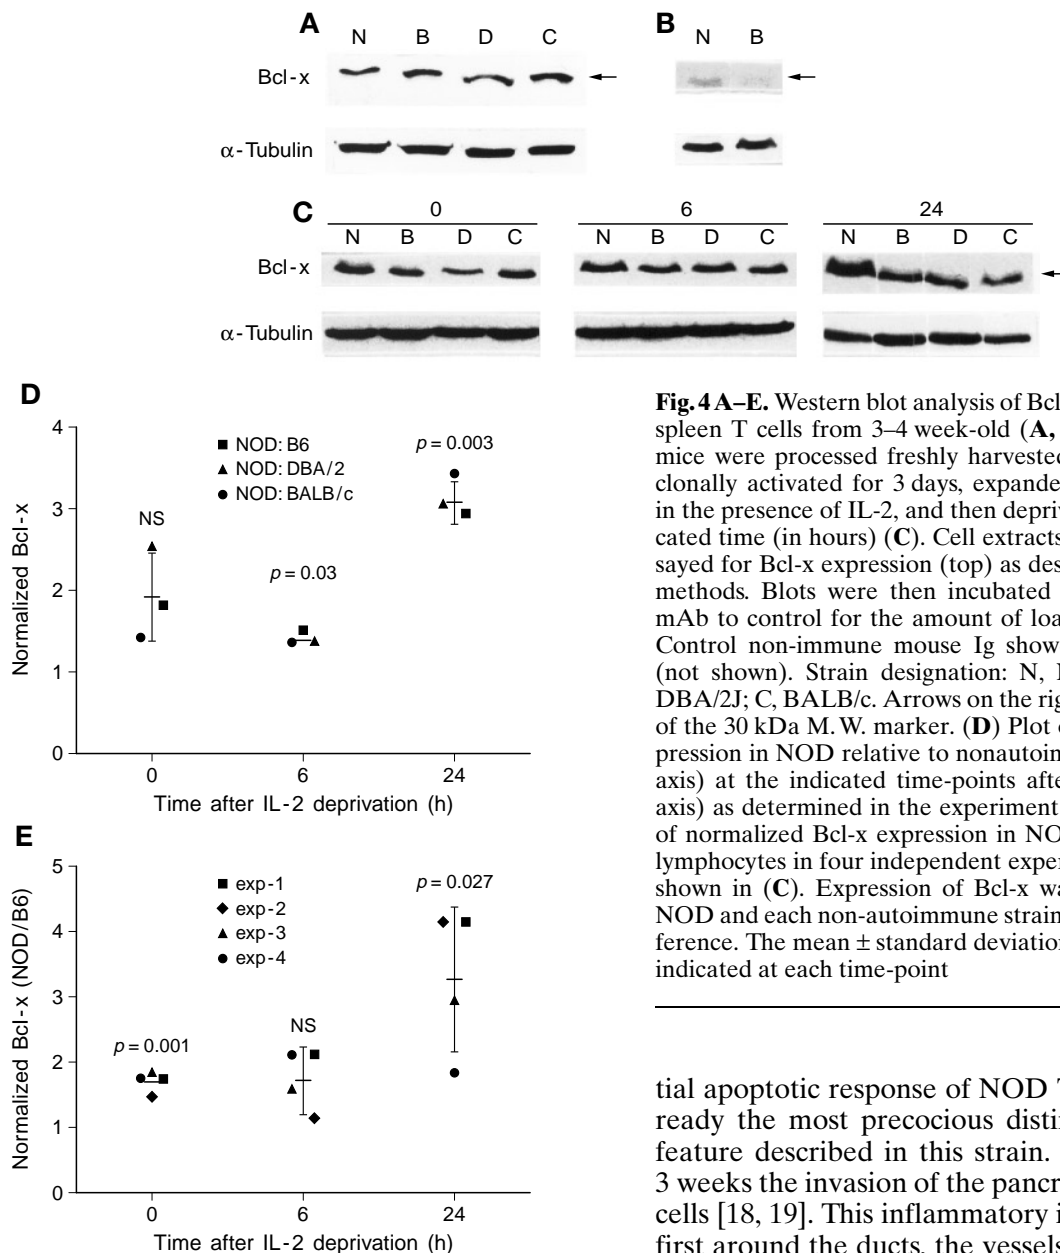 A
N B D C
Bcl-x
α-Tubulin
B
N B
C
0 6 24
N B D C N B D C N B D C
Bcl-x
α-Tubulin
D
4
3
2
1
0
Normalized Bcl-x
■ NOD: B6
▲ NOD: DBA/2
● NOD: BALB/c
NS
p = 0.03
p = 0.003
0 6 24
Time after IL-2 deprivation (h)
E
5
4
3
2
1
0
Normalized Bcl-x (NOD/B6)
■ exp-1
◆ exp-2
▲ exp-3
● exp-4
p = 0.001
NS
p = 0.027
0 6 24
Time after IL-2 deprivation (h)
Fig. 4 A–E. Western blot analysis of Bcl
spleen T cells from 3–4 week-old (A,
mice were processed freshly harvested
clonally activated for 3 days, expande
in the presence of IL-2, and then depri
cated time (in hours) (C). Cell extracts
sayed for Bcl-x expression (top) as des
methods. Blots were then incubated
mAb to control for the amount of loa
Control non-immune mouse Ig show
(not shown). Strain designation: N,
DBA/2J; C, BALB/c. Arrows on the rig
of the 30 kDa M. W. marker. (D) Plot
pression in NOD relative to nonautoin
axis) at the indicated time-points afte
axis) as determined in the experiment
of normalized Bcl-x expression in NO
lymphocytes in four independent exper
shown in (C). Expression of Bcl-x wa
NOD and each non-autoimmune strain
ference. The mean ± standard deviation
indicated at each time-point
tial apoptotic response of NOD
ready the most precocious disti
feature described in this strain.
3 weeks the invasion of the pancr
cells [18, 19]. This inflammatory i
first around the ducts, the vessels